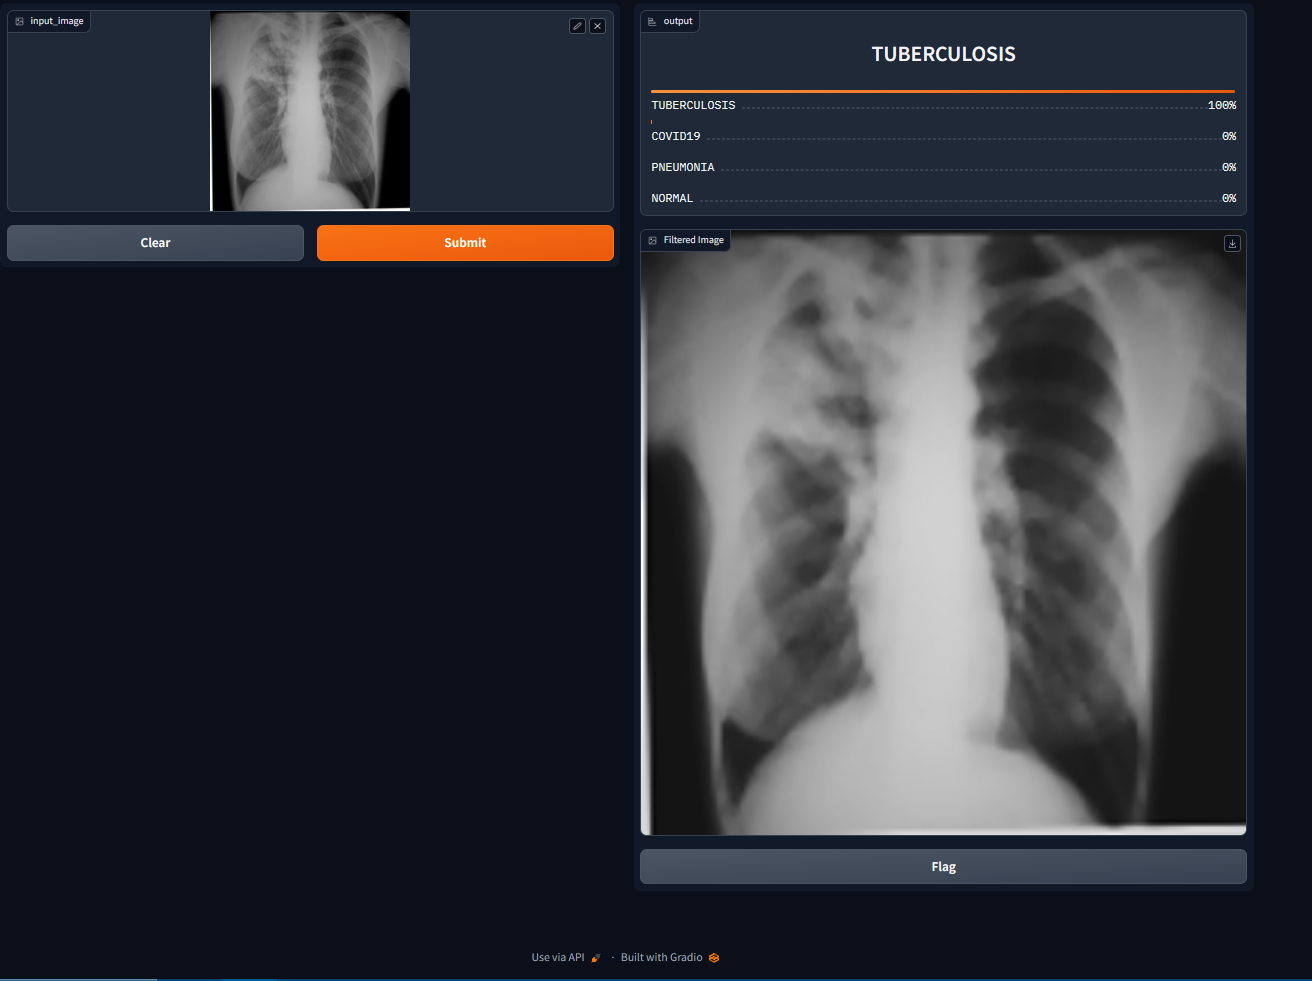 input_image
Clear
Submit
output
TUBERCULOSIS
TUBERCULOSIS 100%
COVID19 0%
PNEUMONIA 0%
NORMAL 0%
Filtered Image
Flag
Use via API · Built with Gradio